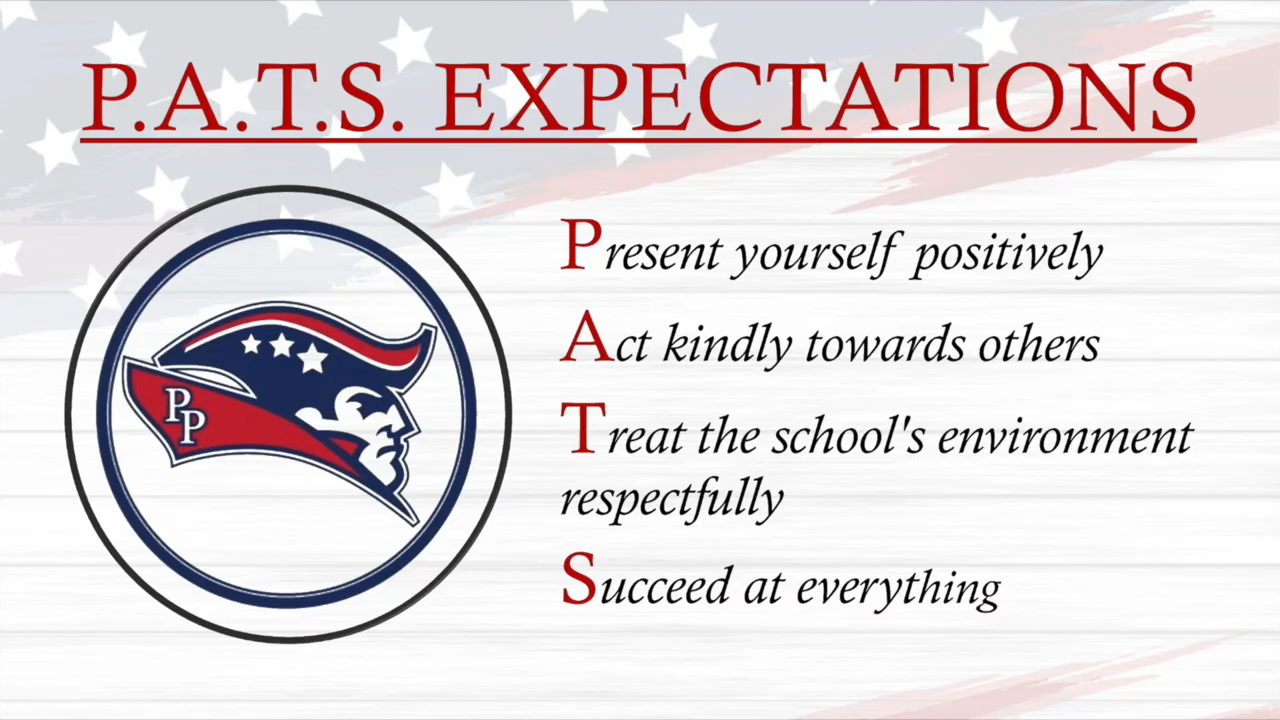 P.A.T.S. EXPECTATIONS
Present yourself positively
Act kindly towards others
Treat the school's environment
respectfully
Succeed at everything
PP